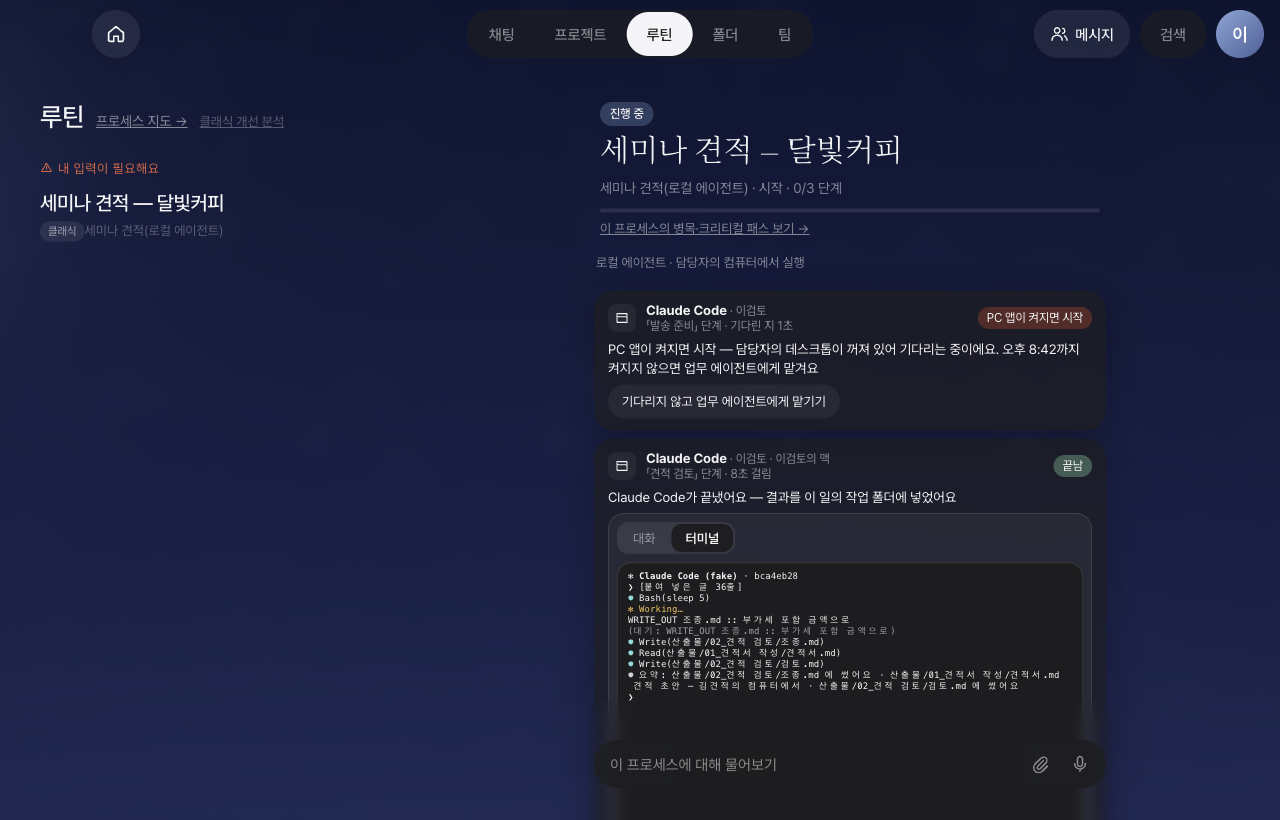 채팅 프로젝트 루틴 폴더 팀 메시지 검색 이
루틴 프로세스 지도 → 클래식 개선 분석
내 입력이 필요해요
세미나 견적 — 달빛커피
클래식 세미나 견적(로컬 에이전트)
진행 중
세미나 견적 — 달빛커피
세미나 견적(로컬 에이전트) · 시작 · 0/3 단계
이 프로세스의 병목·크리티컬 패스 보기 →
로컬 에이전트 · 담당자의 컴퓨터에서 실행
Claude Code · 이검토
「발송 준비」 단계 · 기다린 지 1초
PC 앱이 켜지면 시작
PC 앱이 켜지면 시작 — 담당자의 데스크톱이 꺼져 있어 기다리는 중이에요. 오후 8:42까지
켜지지 않으면 업무 에이전트에게 맡겨요
기다리지 않고 업무 에이전트에게 맡기기
Claude Code · 이검토 · 이검토의 맥
「견적 검토」 단계 · 8초 걸림
끝남
Claude Code가 끝냈어요 — 결과를 이 일의 작업 폴더에 넣었어요
대화 터미널
✻ Claude Code (fake) · bca4eb28
❯ [붙여 넣은 글 36줄]
● Bash(sleep 5)
✻ Working…
WRITE_OUT 조종.md :: 부가세 포함 금액으로
(대기: WRITE_OUT 조종.md :: 부가세 포함 금액으로)
● Write(산출물/02_견적 검토/조종.md)
● Read(산출물/01_견적서 작성/견적서.md)
● Write(산출물/02_견적 검토/검토.md)
● 요약: 산출물/02_견적 검토/조종.md 에 썼어요 · 산출물/01_견적서 작성/견적서.md
견적 초안 — 김견적의 컴퓨터에서 · 산출물/02_견적 검토/검토.md 에 썼어요
❯
이 프로세스에 대해 물어보기